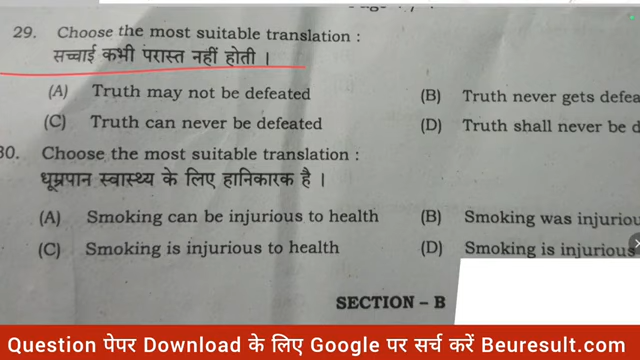 29. Choose the most suitable translation :
सच्चाई कभी परास्त नहीं होती ।
(A) Truth may not be defeated
(B) Truth never gets
(C) Truth can never be defeated
(D) Truth shall never be
30. Choose the most suitable translation :
धूम्रपान स्वास्थ्य के लिए हानिकारक है ।
(A) Smoking can be injurious to health
(B) Smoking was
(C) Smoking is injurious to health
(D) Smoking is injurious
SECTION – B
Question पेपर Download के लिए Google पर सर्च करें Beuresult.com